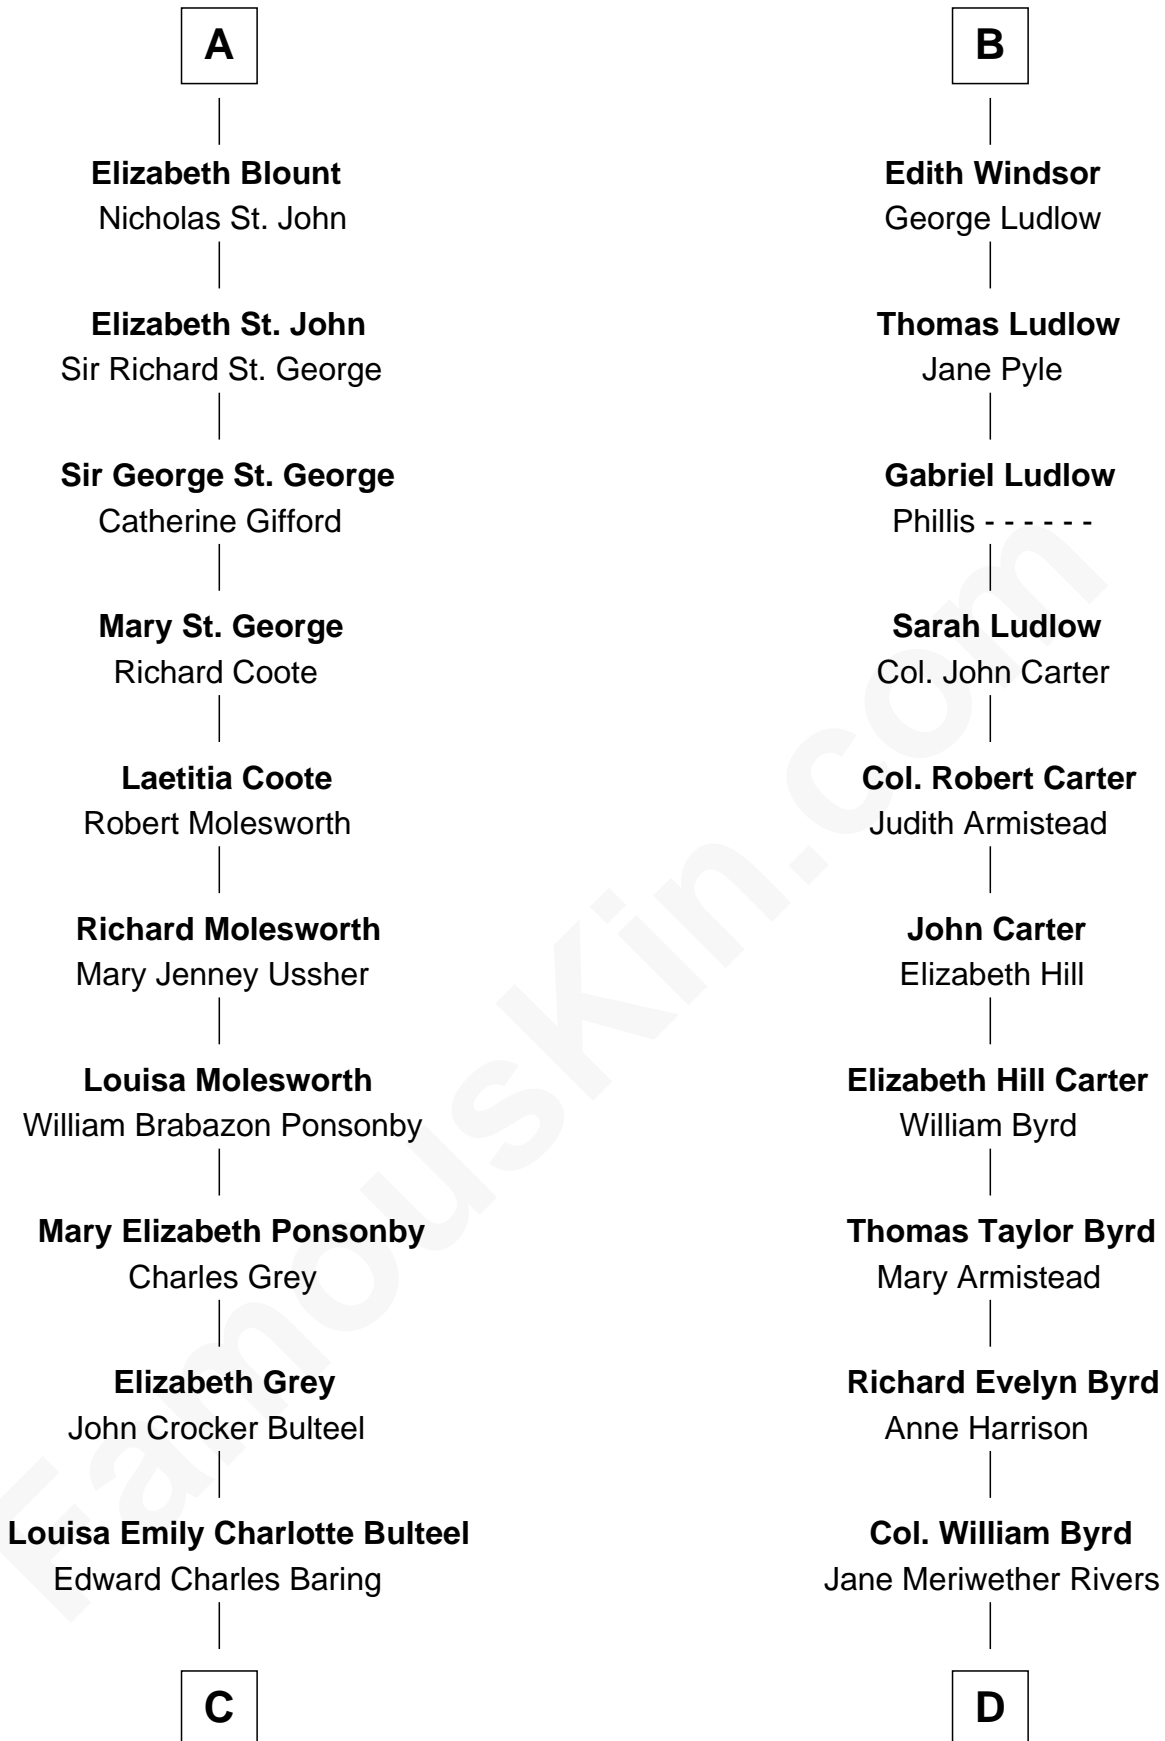 A
Elizabeth Blount
Nicholas St. John
Elizabeth St. John
Sir Richard St. George
Sir George St. George
Catherine Gifford
Mary St. George
Richard Coote
Laetitia Coote
Robert Molesworth
Richard Molesworth
Mary Jenney Ussher
Louisa Molesworth
William Brabazon Ponsonby
Mary Elizabeth Ponsonby
Charles Grey
Elizabeth Grey
John Crocker Bulteel
Louisa Emily Charlotte Bulteel
Edward Charles Baring
C
B
Edith Windsor
George Ludlow
Thomas Ludlow
Jane Pyle
Gabriel Ludlow
Phillis - - - - - -
Sarah Ludlow
Col. John Carter
Col. Robert Carter
Judith Armistead
John Carter
Elizabeth Hill
Elizabeth Hill Carter
William Byrd
Thomas Taylor Byrd
Mary Armistead
Richard Evelyn Byrd
Anne Harrison
Col. William Byrd
Jane Meriwether Rivers
D
FamousKin.com